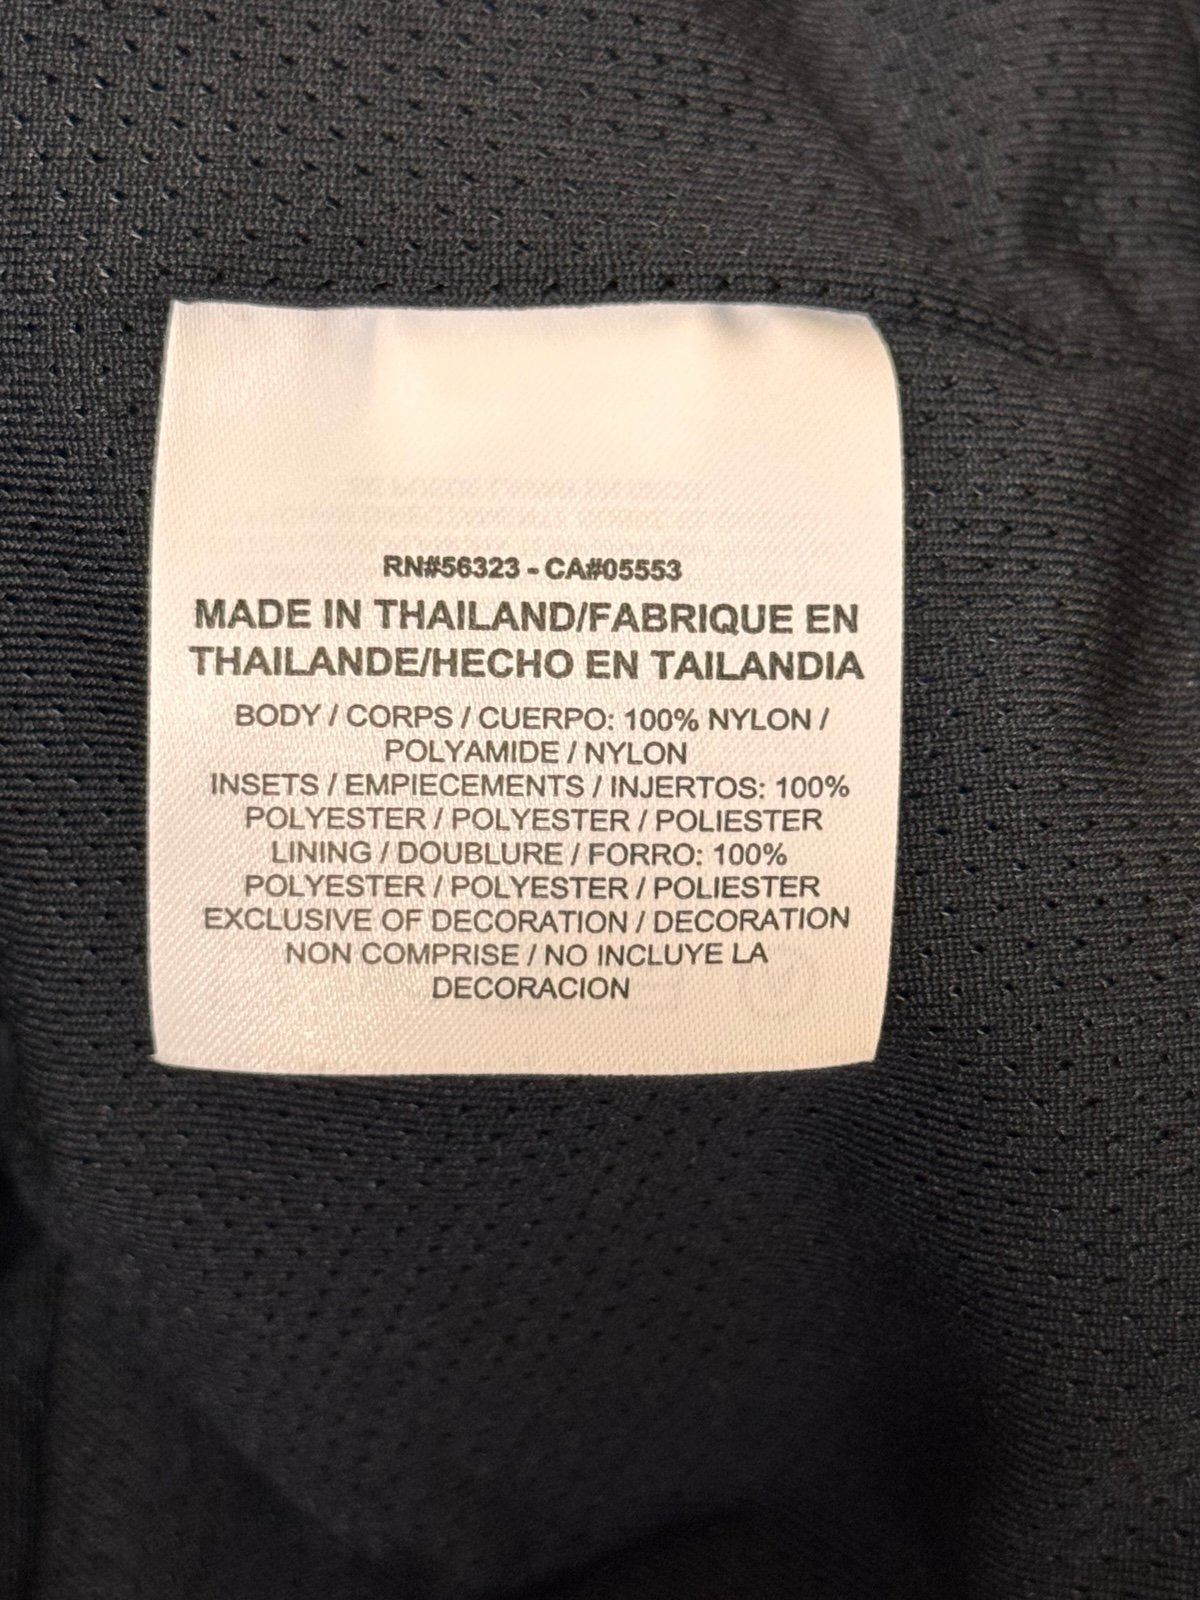 RN#56323 - CA#05553
MADE IN THAILAND/FABRIQUE EN
THAILANDE/HECHO EN TAILANDIA
BODY / CORPS / CUERPO: 100% NYLON /
POLYAMIDE / NYLON
INSETS / EMPIECEMENTS / INJERTOS: 100%
POLYESTER / POLYESTER / POLIESTER
LINING / DOUBLURE / FORRO: 100%
POLYESTER / POLYESTER / POLIESTER
EXCLUSIVE OF DECORATION / DECORATION
NON COMPRISE / NO INCLUYE LA
DECORACION